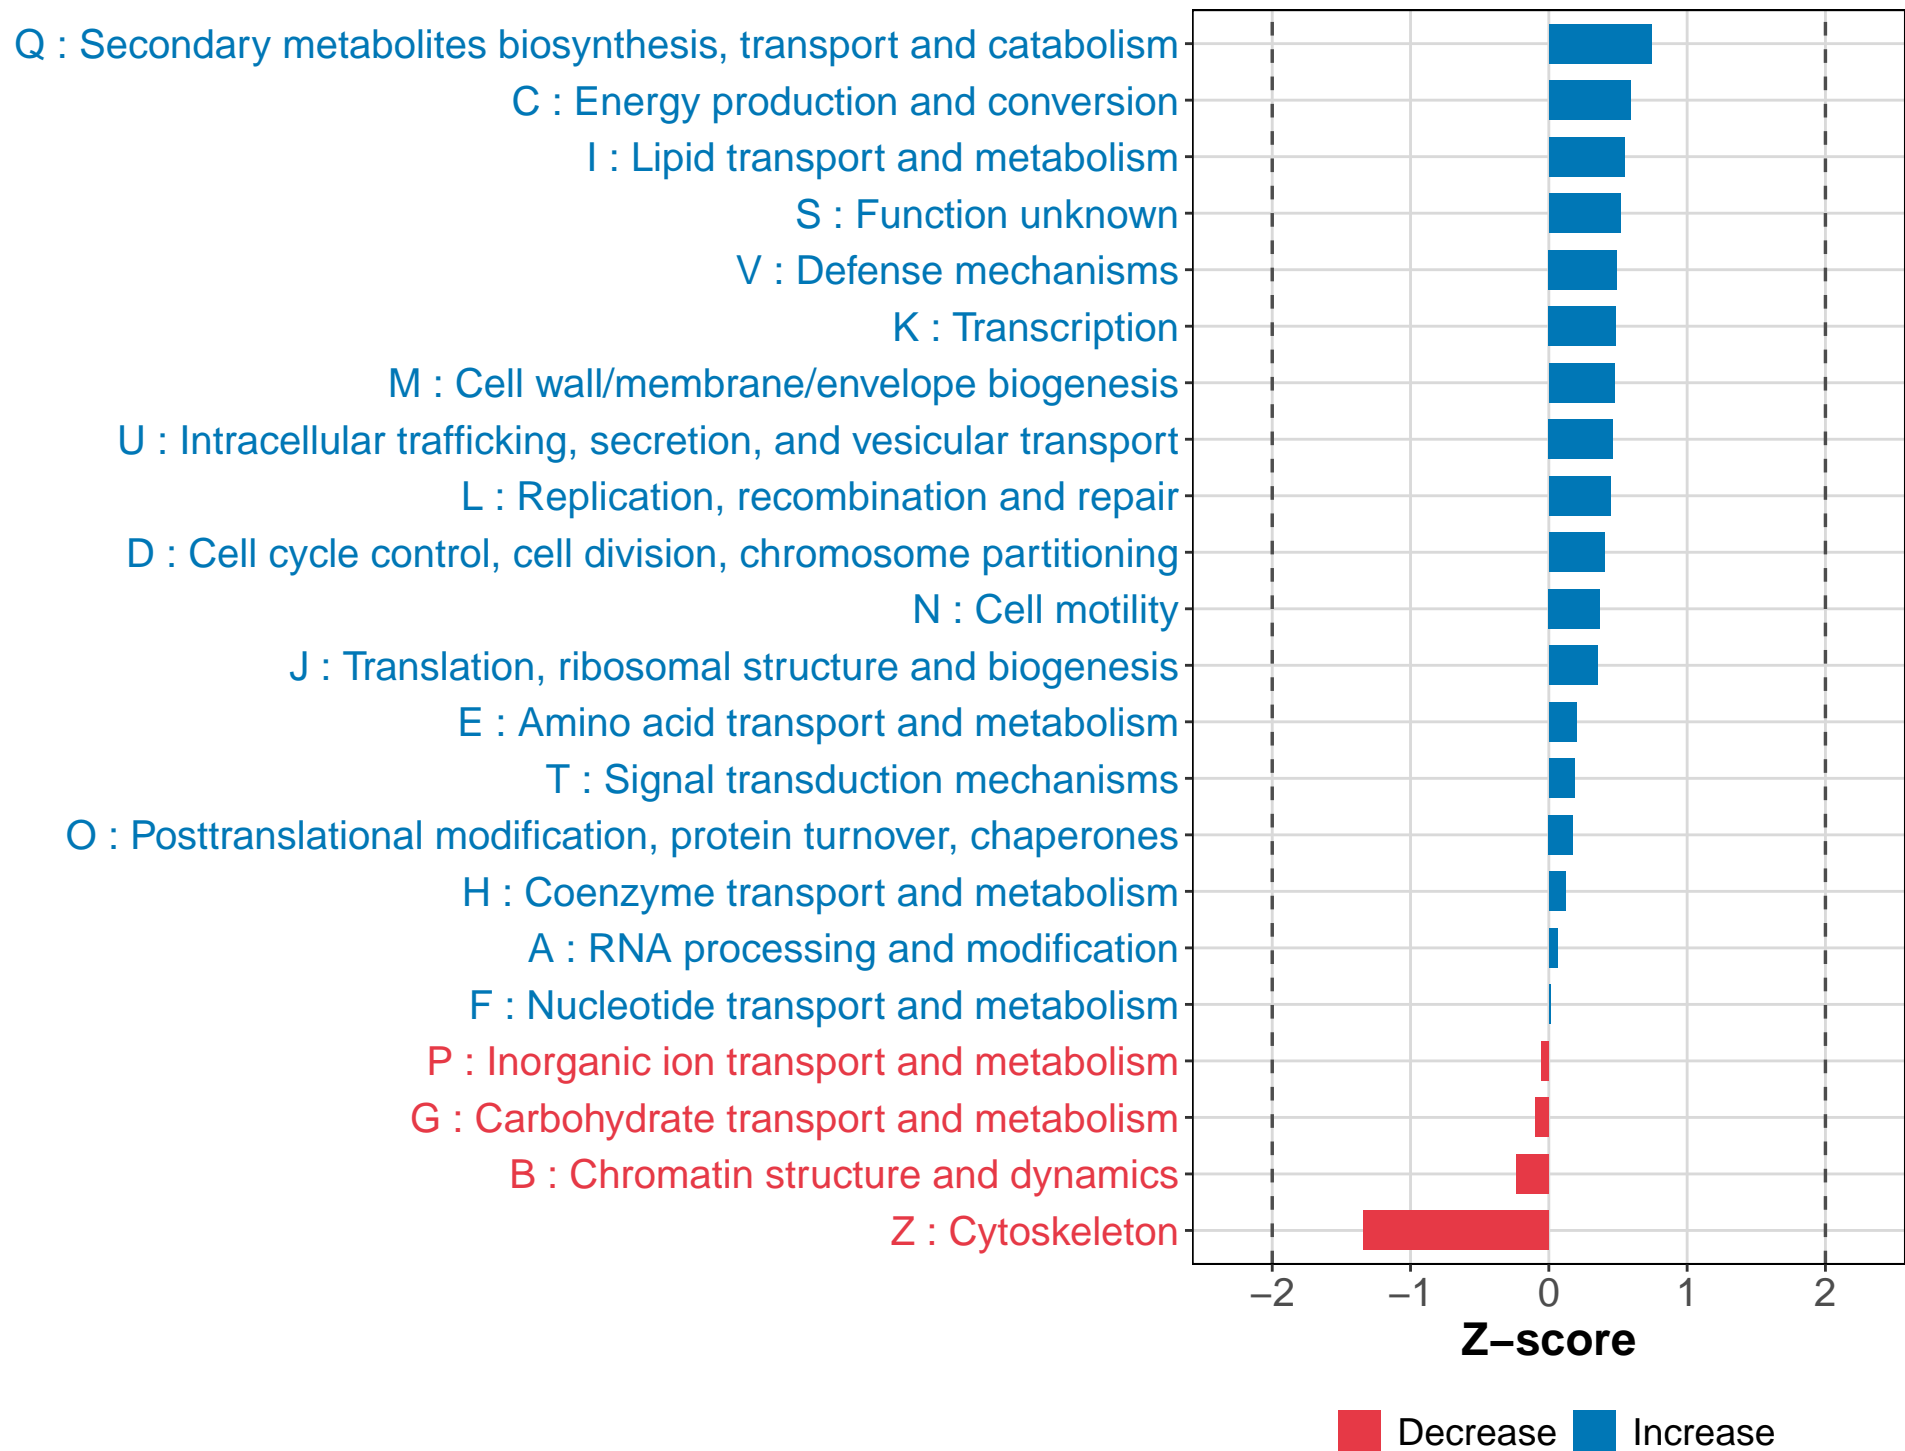 Q : Secondary metabolites biosynthesis, transport and catabolism
C : Energy production and conversion
I : Lipid transport and metabolism
S : Function unknown
V : Defense mechanisms
K : Transcription
M : Cell wall/membrane/envelope biogenesis
U : Intracellular trafficking, secretion, and vesicular transport
L : Replication, recombination and repair
D : Cell cycle control, cell division, chromosome partitioning
N : Cell motility
J : Translation, ribosomal structure and biogenesis
E : Amino acid transport and metabolism
T : Signal transduction mechanisms
O : Posttranslational modification, protein turnover, chaperones
H : Coenzyme transport and metabolism
A : RNA processing and modification
F : Nucleotide transport and metabolism
P : Inorganic ion transport and metabolism
G : Carbohydrate transport and metabolism
B : Chromatin structure and dynamics
Z : Cytoskeleton
−2 −1 0 1 2
Z−score
Decrease Increase